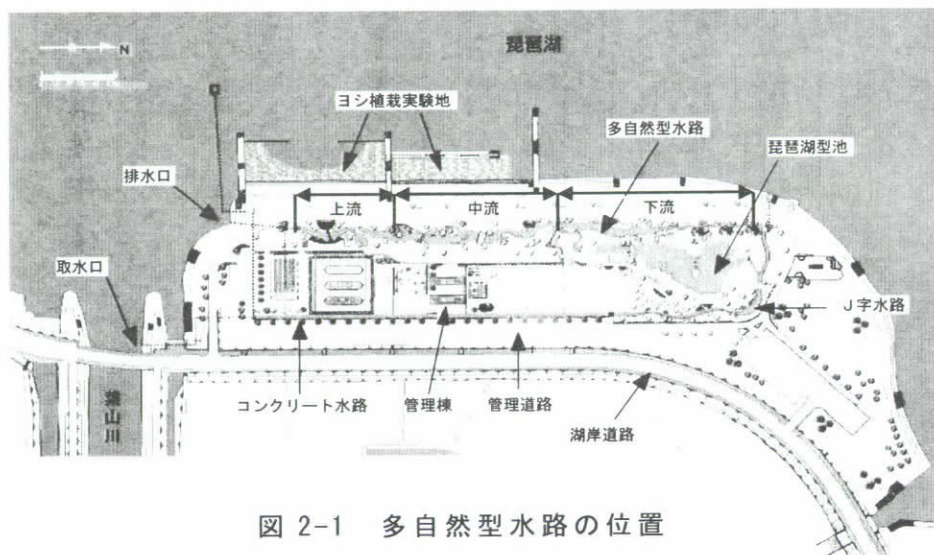 琵琶湖
N
ヨシ植栽実験地
多自然型水路
琵琶湖型池
排水口
上流
中流
下流
取水口
J字水路
コンクリート水路
管理棟
管理道路
湖岸道路
葉山川
図 2-1 多自然型水路の位置